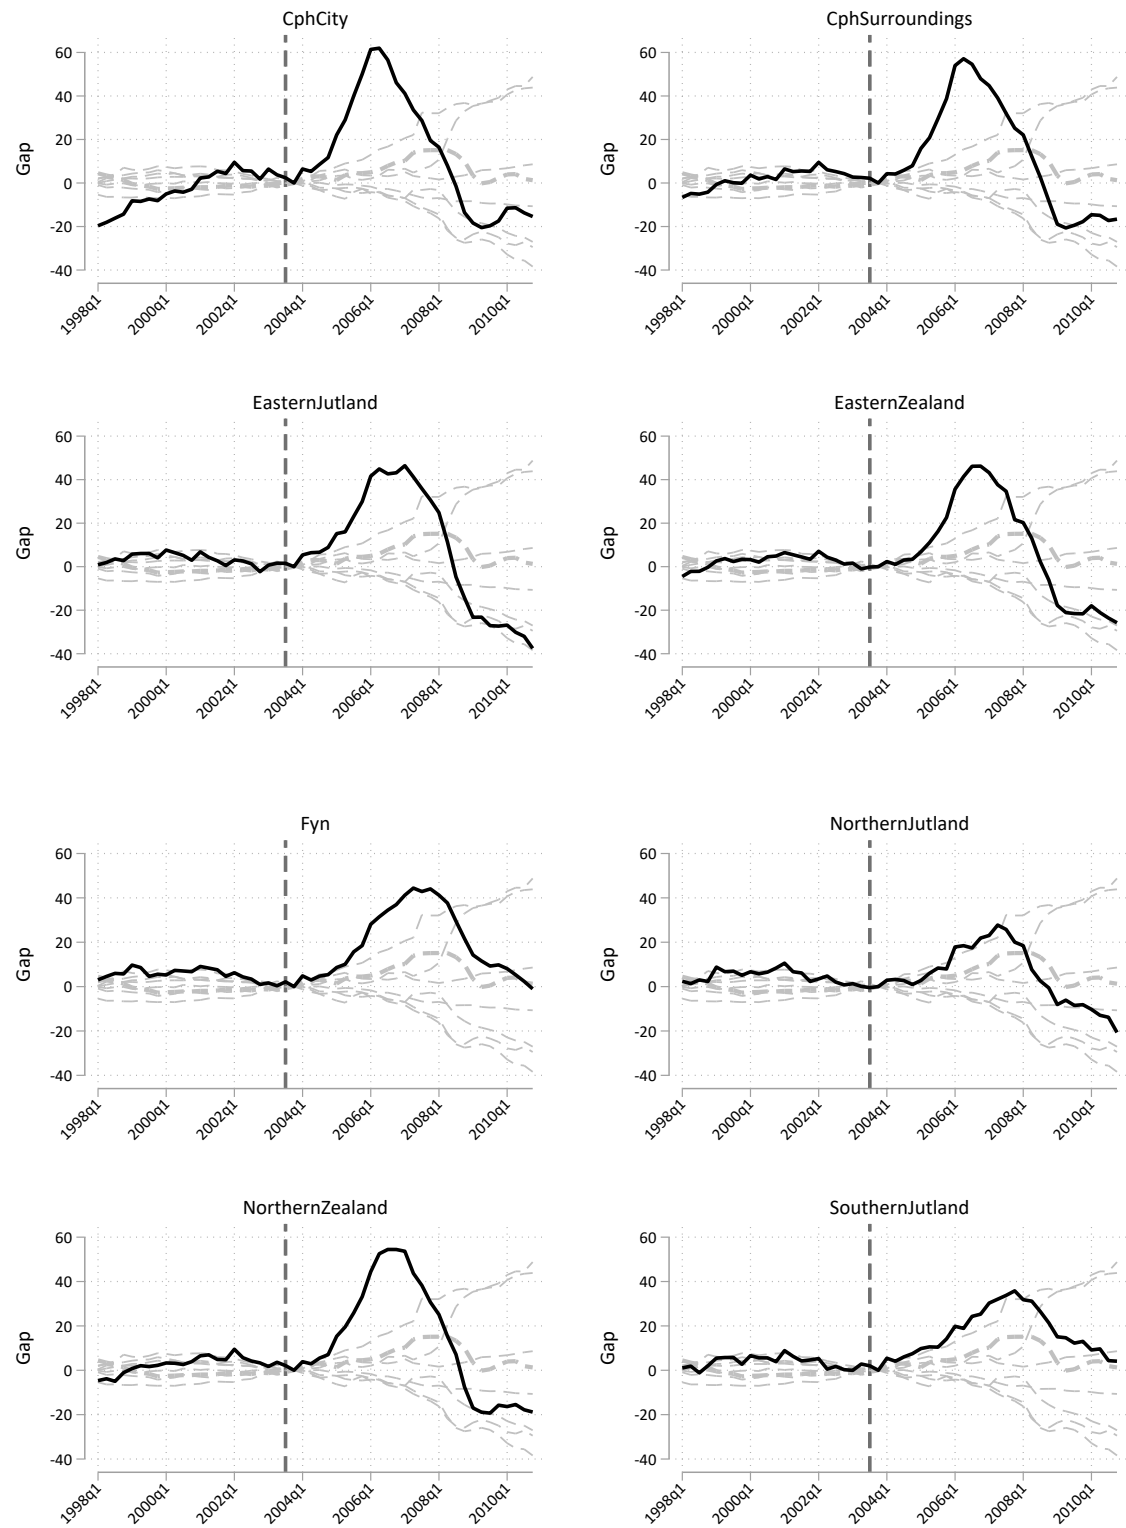 CphCity
CphSurroundings
60
40
20
0
-20
-40
Gap
1998q1
2000q1
2002q1
2004q1
2006q1
2008q1
2010q1
60
40
20
0
-20
-40
Gap
1998q1
2000q1
2002q1
2004q1
2006q1
2008q1
2010q1
EasternJutland
EasternZealand
60
40
20
0
-20
-40
Gap
1998q1
2000q1
2002q1
2004q1
2006q1
2008q1
2010q1
60
40
20
0
-20
-40
Gap
1998q1
2000q1
2002q1
2004q1
2006q1
2008q1
2010q1
Fyn
NorthernJutland
60
40
20
0
-20
-40
Gap
1998q1
2000q1
2002q1
2004q1
2006q1
2008q1
2010q1
60
40
20
0
-20
-40
Gap
1998q1
2000q1
2002q1
2004q1
2006q1
2008q1
2010q1
NorthernZealand
SouthernJutland
60
40
20
0
-20
-40
Gap
1998q1
2000q1
2002q1
2004q1
2006q1
2008q1
2010q1
60
40
20
0
-20
-40
Gap
1998q1
2000q1
2002q1
2004q1
2006q1
2008q1
2010q1